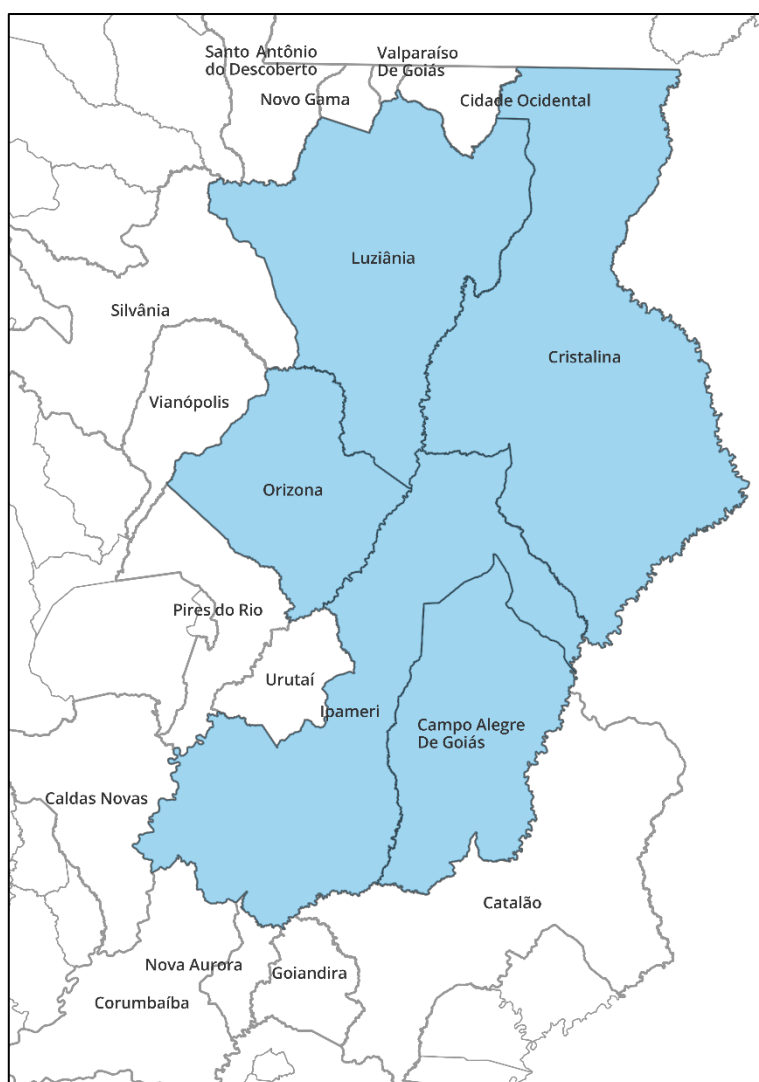 Santo Antônio
do Descoberto
Valparaíso
De Goiás
Novo Gama
Cidade Ocidental
Luziânia
Silvânia
Cristalina
Vianópolis
Orizona
Pires do Rio
Urutaí
Ipameri
Campo Alegre
De Goiás
Caldas Novas
Catalão
Nova Aurora
Goiandira
Corumbaíba